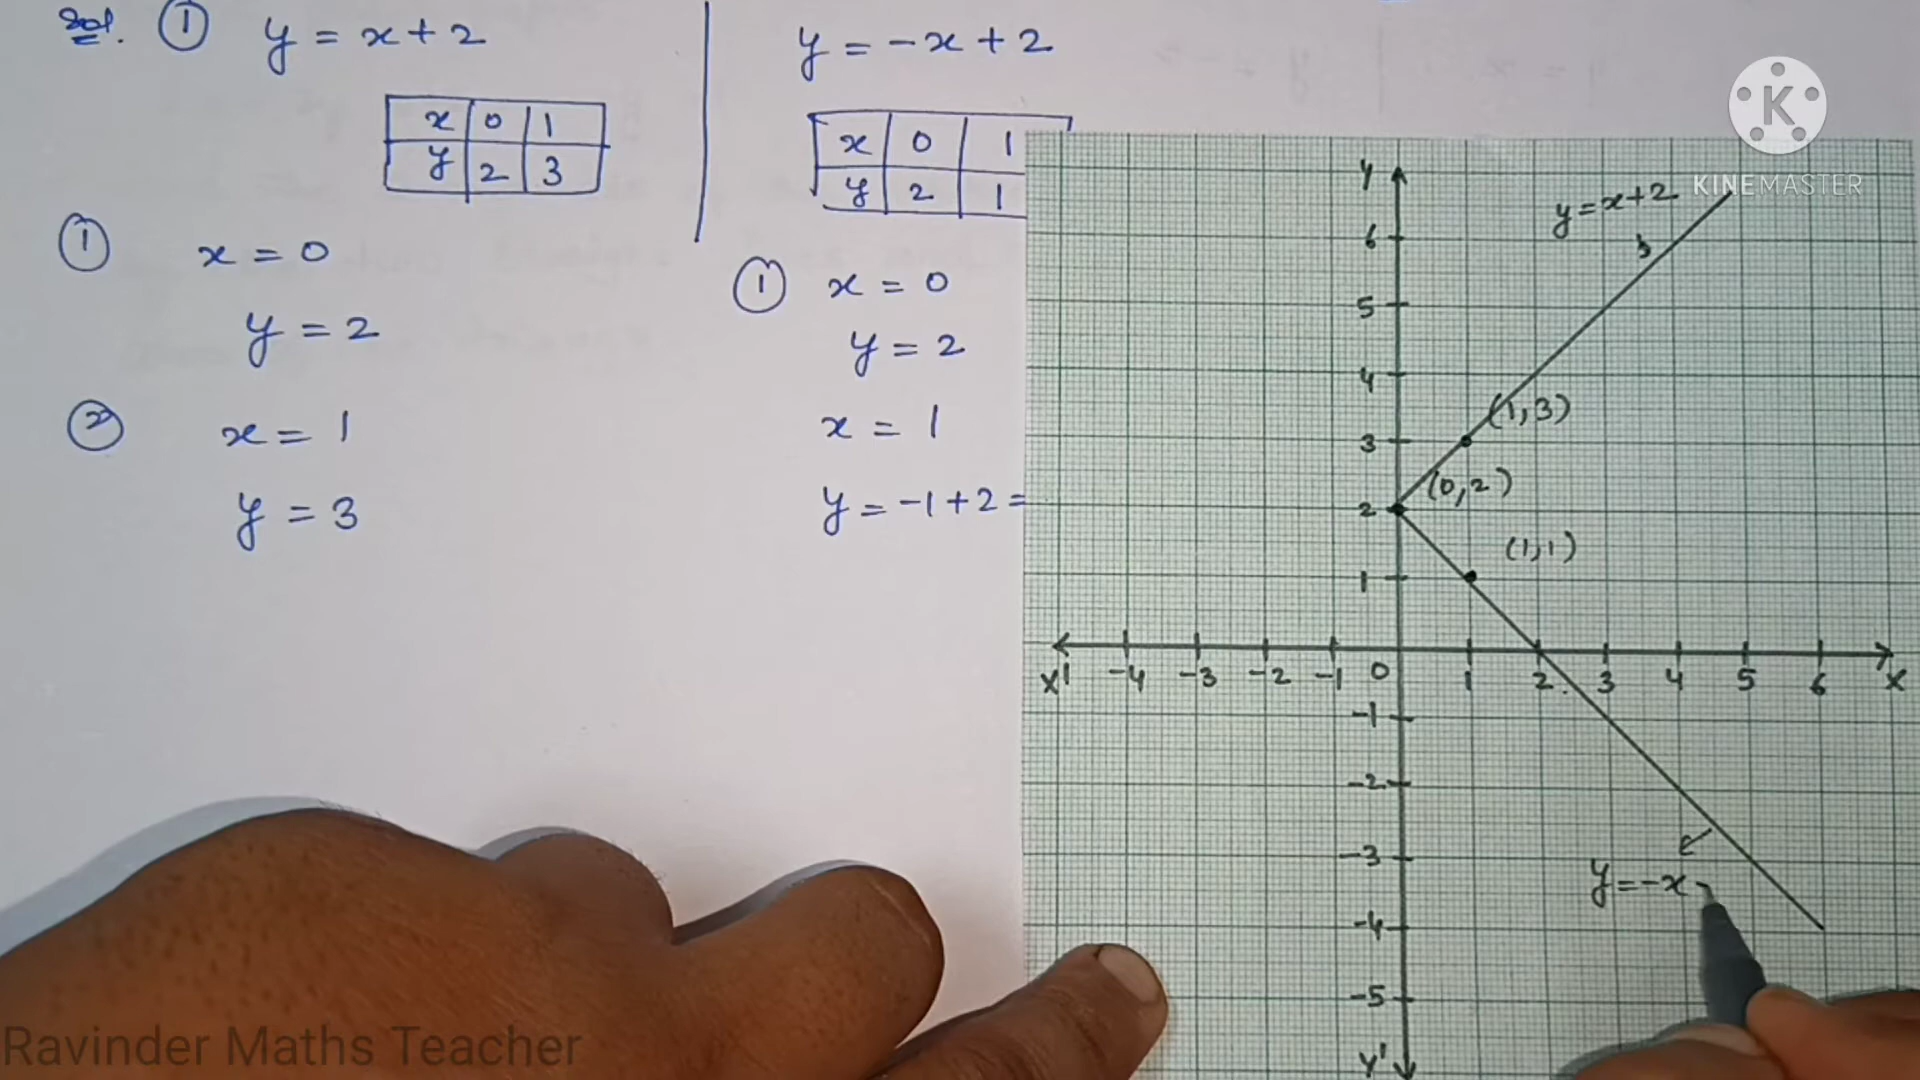 Sol. ① y = x + 2
x 0 1
y 2 3
① x = 0
y = 2
② x = 1
y = 3
y = -x + 2
x 0 1
y 2 1
① x = 0
y = 2
x = 1
y = -1 + 2 =
K
KINEMASTER
y
y = x + 2
6
5
4
(1, 3)
3
(0, 2)
2
(1, 1)
1
x' -4 -3 -2 -1 0 1 2 3 4 5 6 x
-1
-2
-3
y = -x
-4
-5
y'
Ravinder Maths Teacher